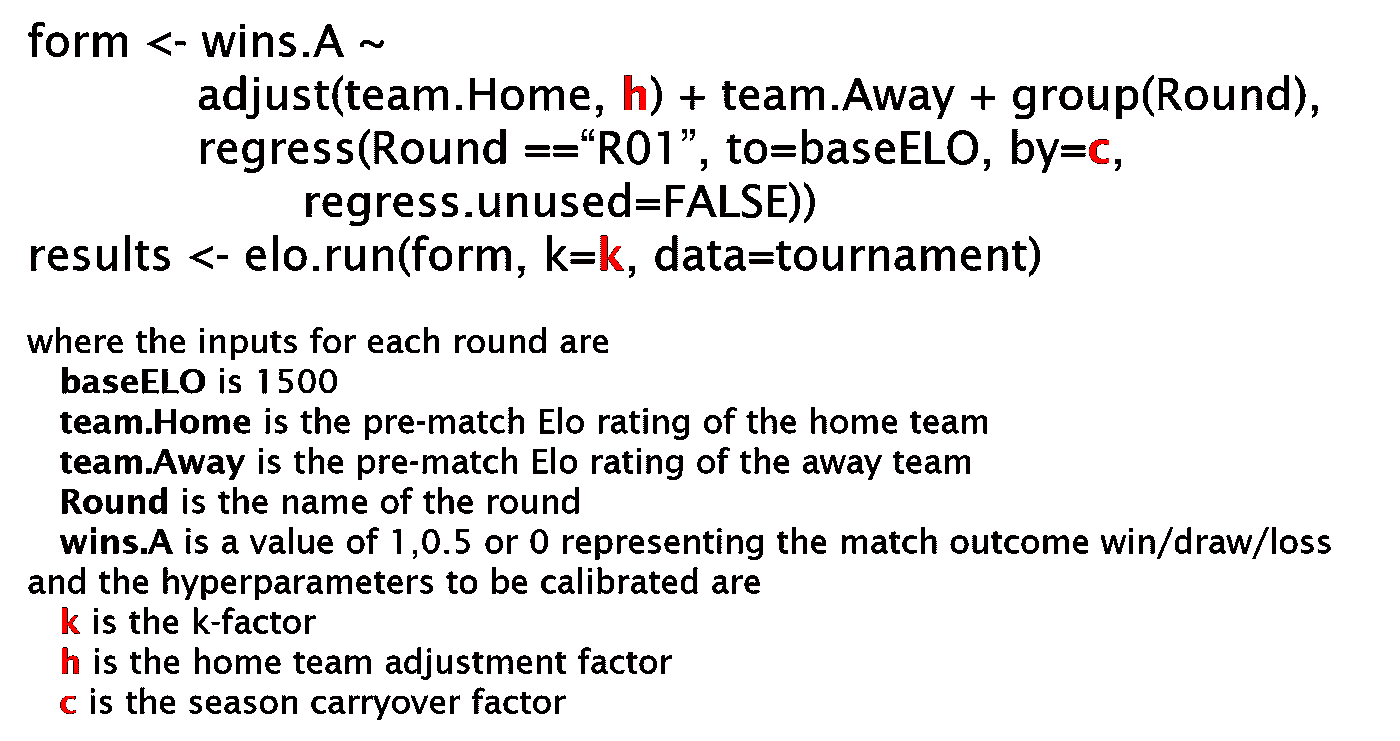 form <- wins.A ~
adjust(team.Home, h) + team.Away + group(Round),
regress(Round ==“R01”, to=baseELO, by=c,
regress.unused=FALSE))
results <- elo.run(form, k=k, data=tournament)
where the inputs for each round are
baseELO is 1500
team.Home is the pre-match Elo rating of the home team
team.Away is the pre-match Elo rating of the away team
Round is the name of the round
wins.A is a value of 1,0.5 or 0 representing the match outcome win/draw/loss
and the hyperparameters to be calibrated are
k is the k-factor
h is the home team adjustment factor
c is the season carryover factor